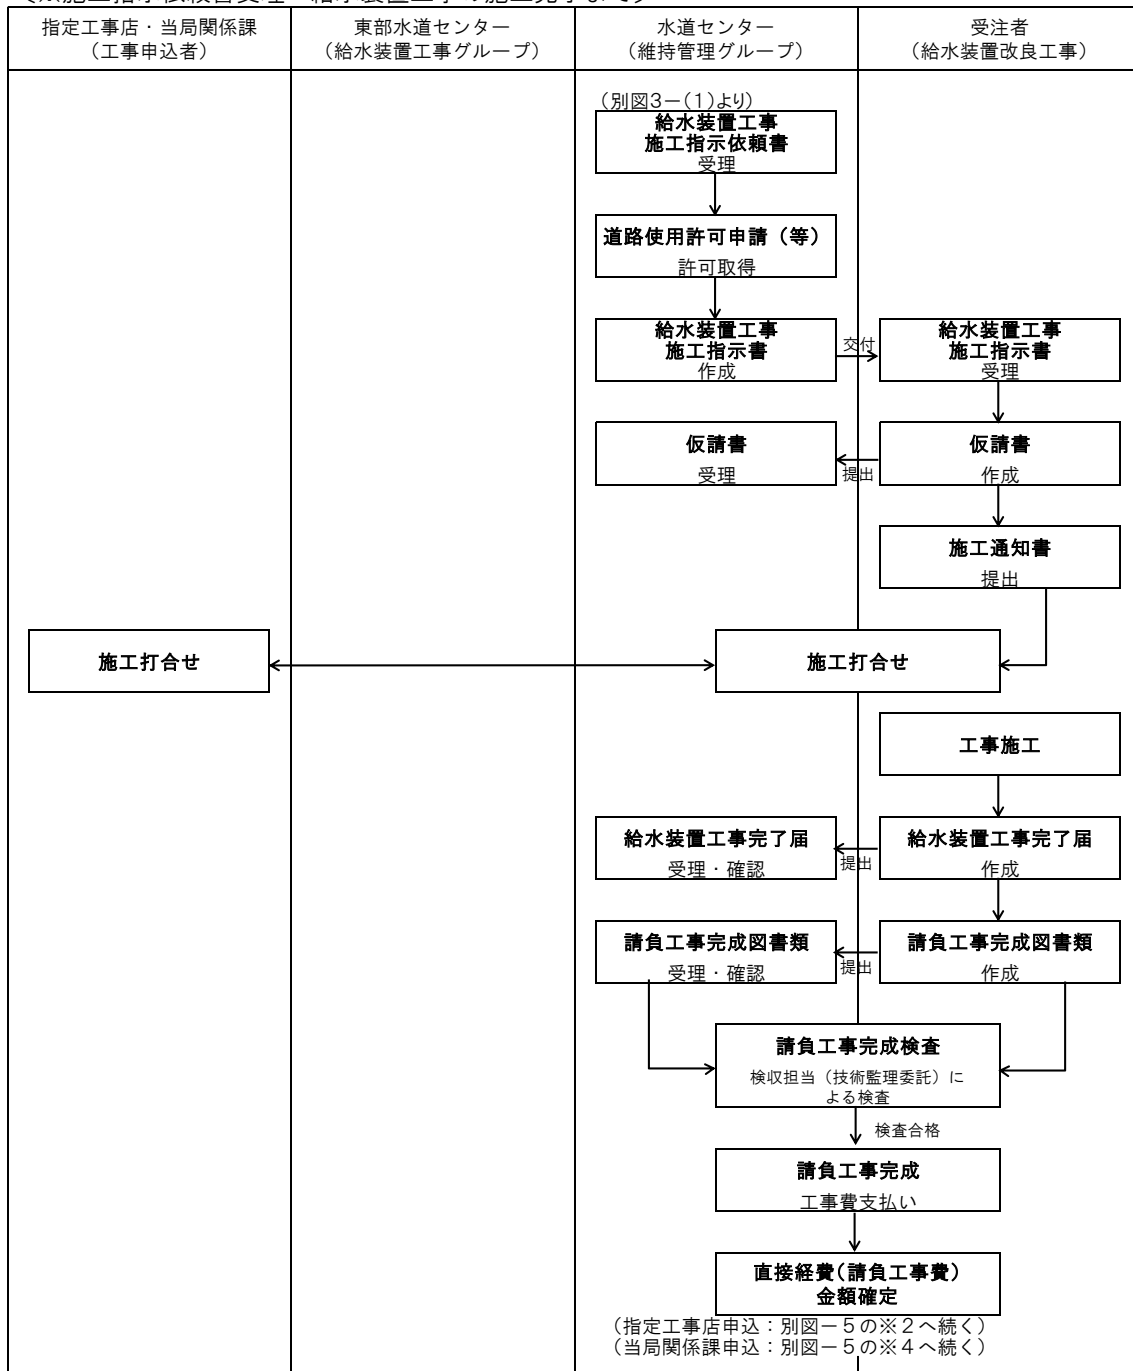 指定工事店・当局関係課
（工事申込者）
東部水道センター
（給水装置工事グループ）
水道センター
（維持管理グループ）
受注者
（給水装置改良工事）
（別図3－(1)より）
給水装置工事
施工指示依頼書
受理
道路使用許可申請（等）
許可取得
給水装置工事
施工指示書
作成
交付
給水装置工事
施工指示書
受理
仮請書
受理
提出
仮請書
作成
施工通知書
提出
施工打合せ
施工打合せ
工事施工
給水装置工事完了届
受理・確認
提出
給水装置工事完了届
作成
請負工事完成図書類
受理・確認
提出
請負工事完成図書類
作成
請負工事完成検査
検収担当（技術監理委託）に
よる検査
検査合格
請負工事完成
工事費支払い
直接経費（請負工事費）
金額確定
（指定工事店申込：別図－５の※２へ続く）
（当局関係課申込：別図－５の※４へ続く）